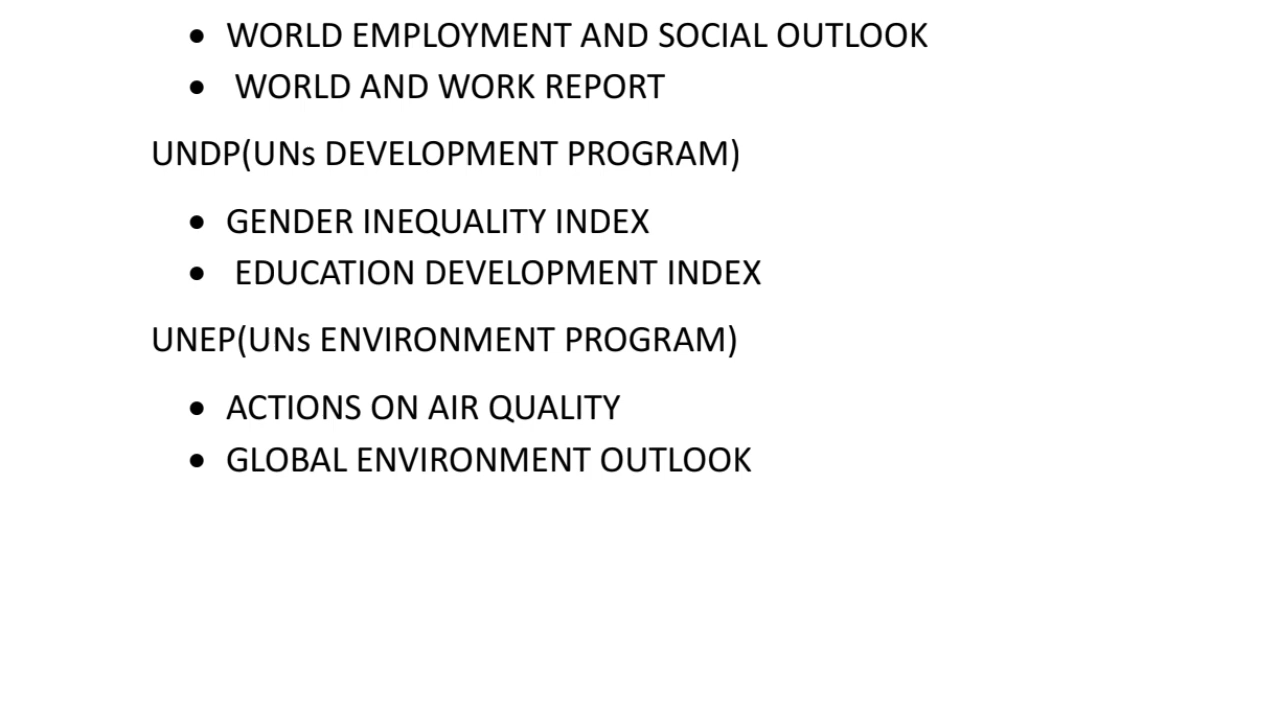 • WORLD EMPLOYMENT AND SOCIAL OUTLOOK
• WORLD AND WORK REPORT
UNDP(UNs DEVELOPMENT PROGRAM)
• GENDER INEQUALITY INDEX
• EDUCATION DEVELOPMENT INDEX
UNEP(UNs ENVIRONMENT PROGRAM)
• ACTIONS ON AIR QUALITY
• GLOBAL ENVIRONMENT OUTLOOK